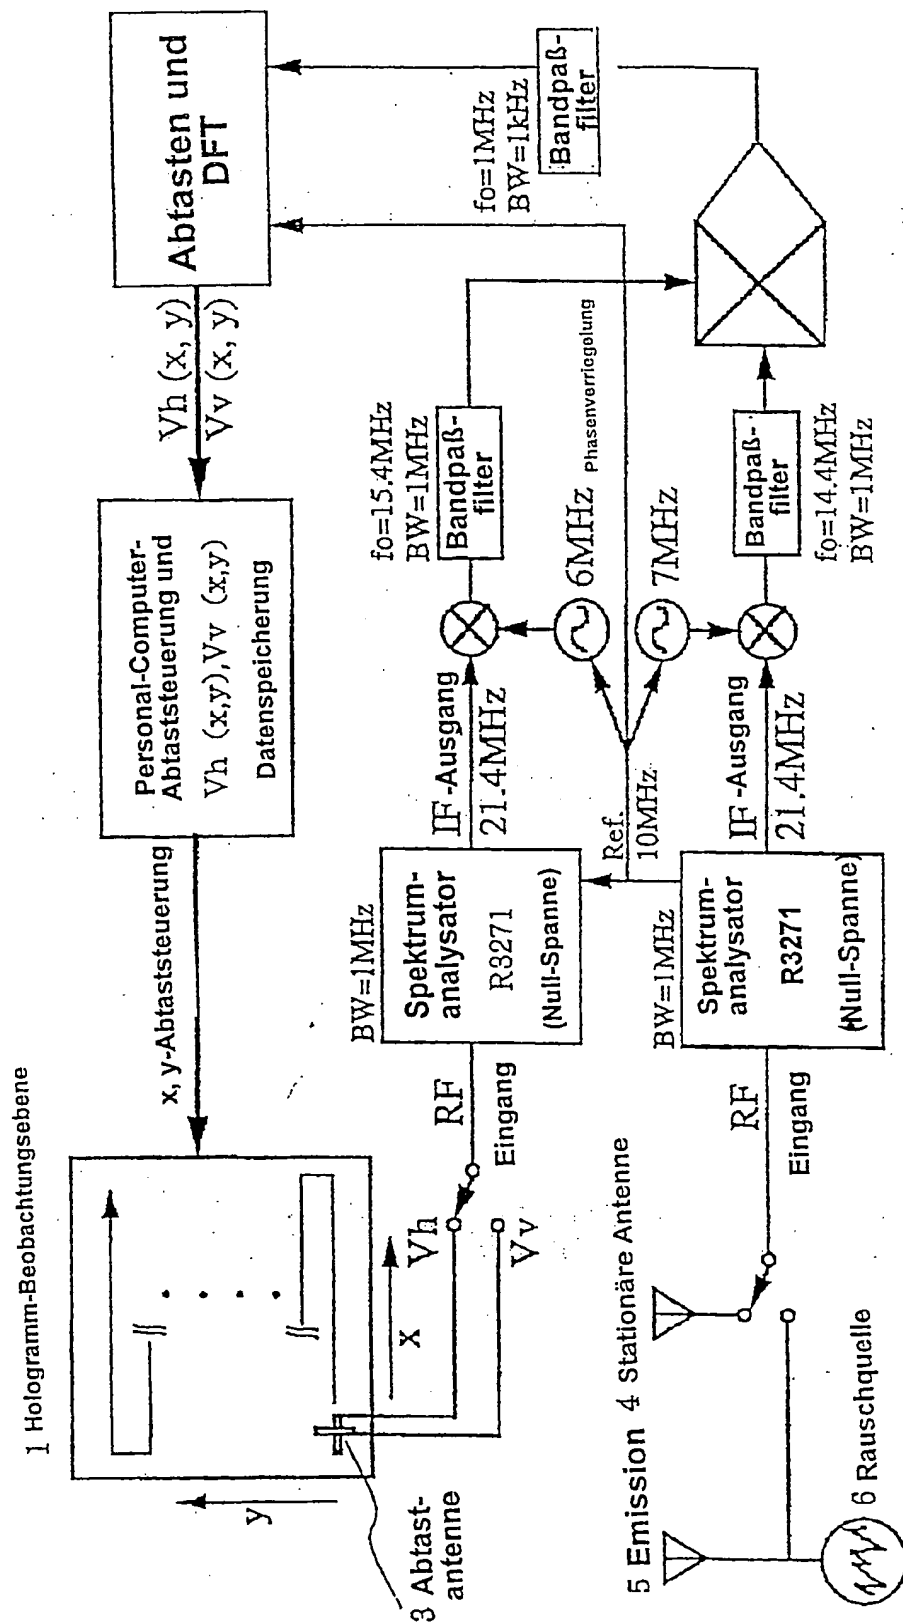 1 Hologramm-Beobachtungsebene
y
x
3 Abtast-
antenne
x, y-Abtaststeuerung
Personal-Computer-
Abtaststeuerung und
Vh (x,y),Vv (x,y)
Datenspeicherung
Vh (x, y)
Vv (x, y)
Abtasten und
DFT
Vh
Vv
RF
Eingang
BW=1MHz
Spektrum-
analysator
R3271
(Null-Spanne)
IF-Ausgang
21.4MHz
fo=15.4MHz
BW=1MHz
Bandpaß-
filter
6MHz
Phasenverriegolung
Ref.
10MHz
7MHz
fo=1MHz
BW=1kHz
Bandpaß-
filter
5 Emission
4 Stationäre Antenne
6 Rauschquelle
RF
Eingang
BW=1MHz
Spektrum-
analysator
R3271
(Null-Spanne)
IF-Ausgang
21.4MHz
Bandpaß-
filter
fo=14.4MHz
BW=1MHz